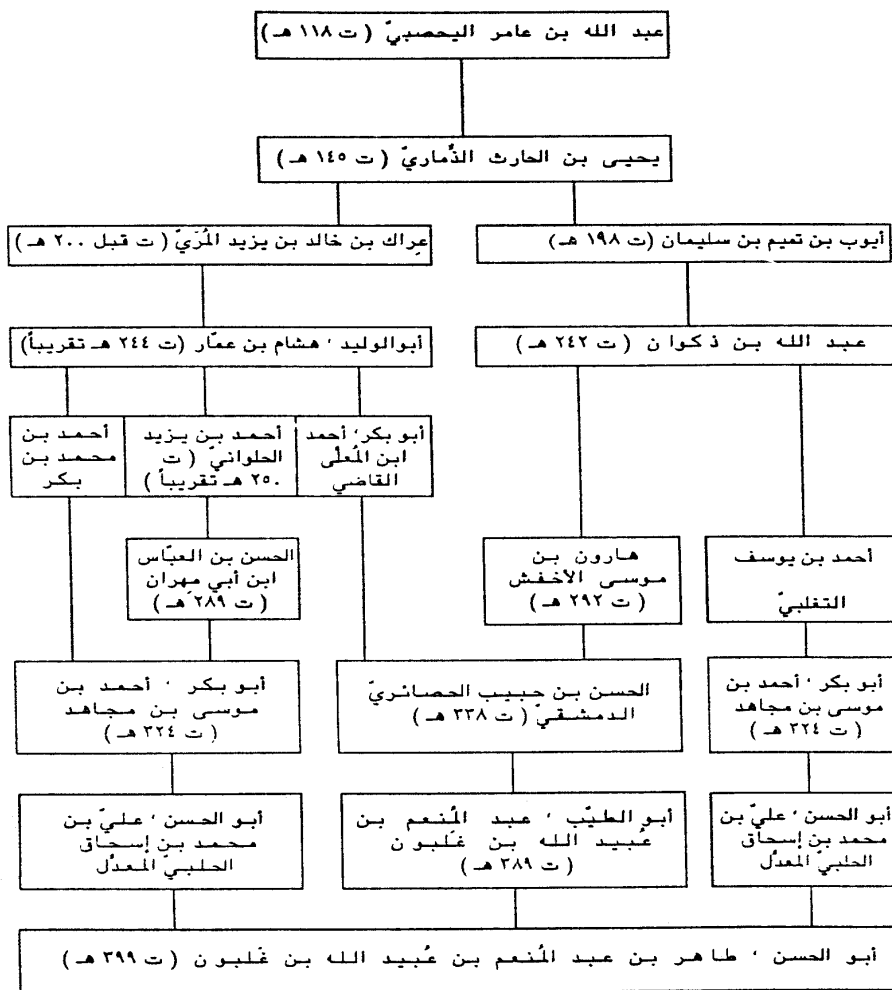 عبد الله بن عامر اليحصبيّ ( ت ١١٨ هـ )
يحيى بن الحارث الذِّماريّ ( ت ١٤٥ هـ )
أيوب بن تميم بن سليمان (ت ١٩٨ هـ )
عِراك بن خالد بن يزيد المُرّيّ ( ت قبل ٢٠٠ هـ )
عبد الله بن ذكوان ( ت ٢٤٢ هـ )
أبوالوليد ، هشام بن عمّار (ت ٢٤٤ هـ تقريباً)
أبو بكر، أحمد
ابن المُعلّى
القاضي
أحمد بن يزيد
الحلوانيّ ( ت
٢٥٠ هـ تقريباً )
أحمد بن
محمد بن
بكر
أحمد بن يوسف
التغلبيّ
هارون بن
موسى الأخفش
( ت ٢٩٢ هـ )
الحسن بن العبّاس
ابن أبي مهران
( ت ٢٨٩ هـ )
أبو بكر ، أحمد بن
موسى بن مجاهد
( ت ٣٢٤ هـ )
الحسن بن حبيب الحصائريّ
الدمشقيّ ( ت ٣٣٨ هـ )
أبو بكر ، أحمد بن
موسى بن مجاهد
( ت ٣٢٤ هـ )
أبو الحسن ، عليّ بن
محمد بن إسحاق
الحلبيّ المعدّل
أبو الطيّب ، عبد المُنعم بن
عُبيد الله بن غَلبون
( ت ٣٨٩ هـ )
أبو الحسن ، عليّ بن
محمد بن إسحاق
الحلبيّ المعدّل
أبو الحسن ، طاهر بن عبد المُنعم بن عُبيد الله بن غَلبون ( ت ٣٩٩ هـ )